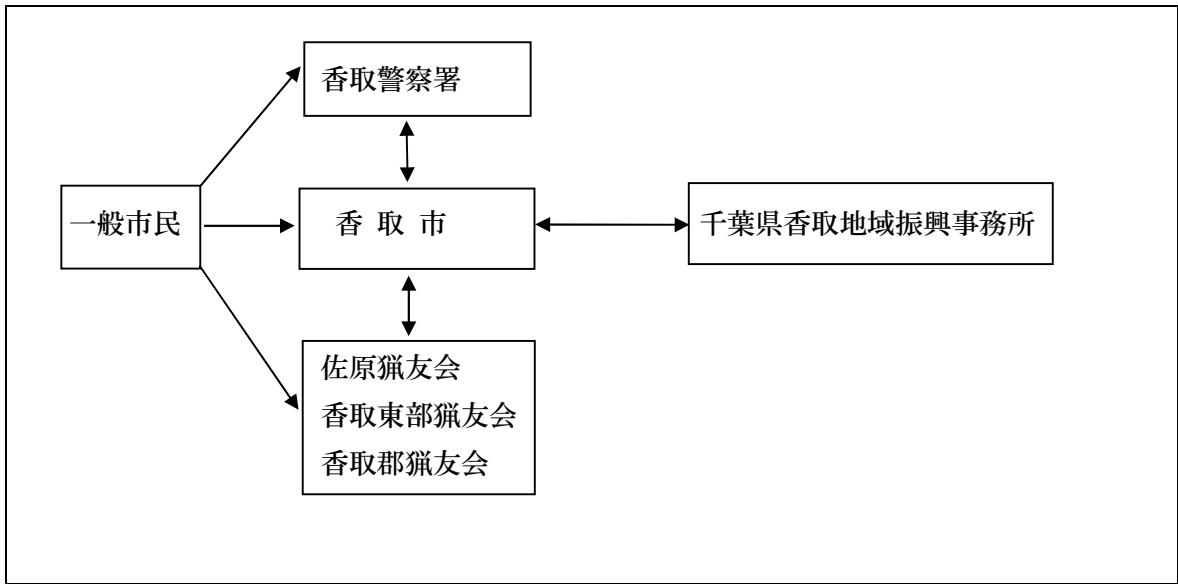 香取警察署
一般市民
香取市
千葉県香取地域振興事務所
佐原猟友会
香取東部猟友会
香取郡猟友会